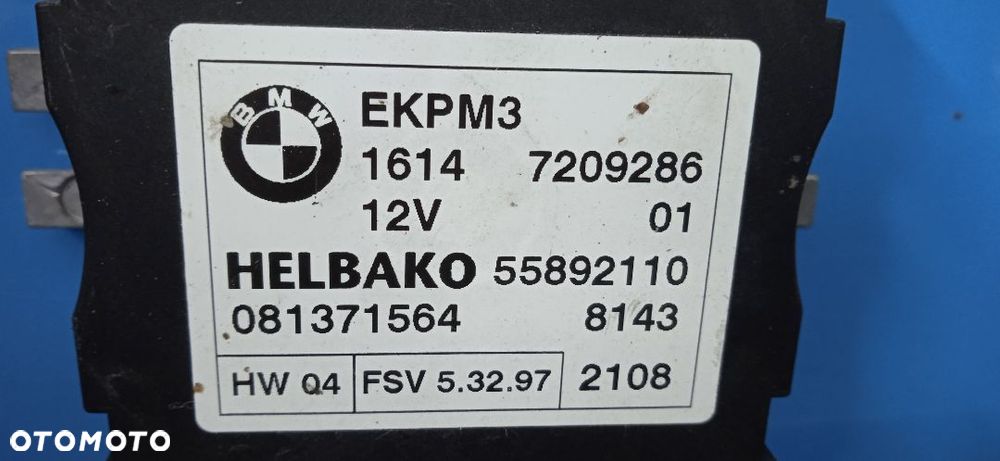 BMW
EKPM3
1614 7209286
12V 01
HELBAKO 55892110
081371564 8143
HW 04 FSV 5.32.97 2108
OTOMOTO